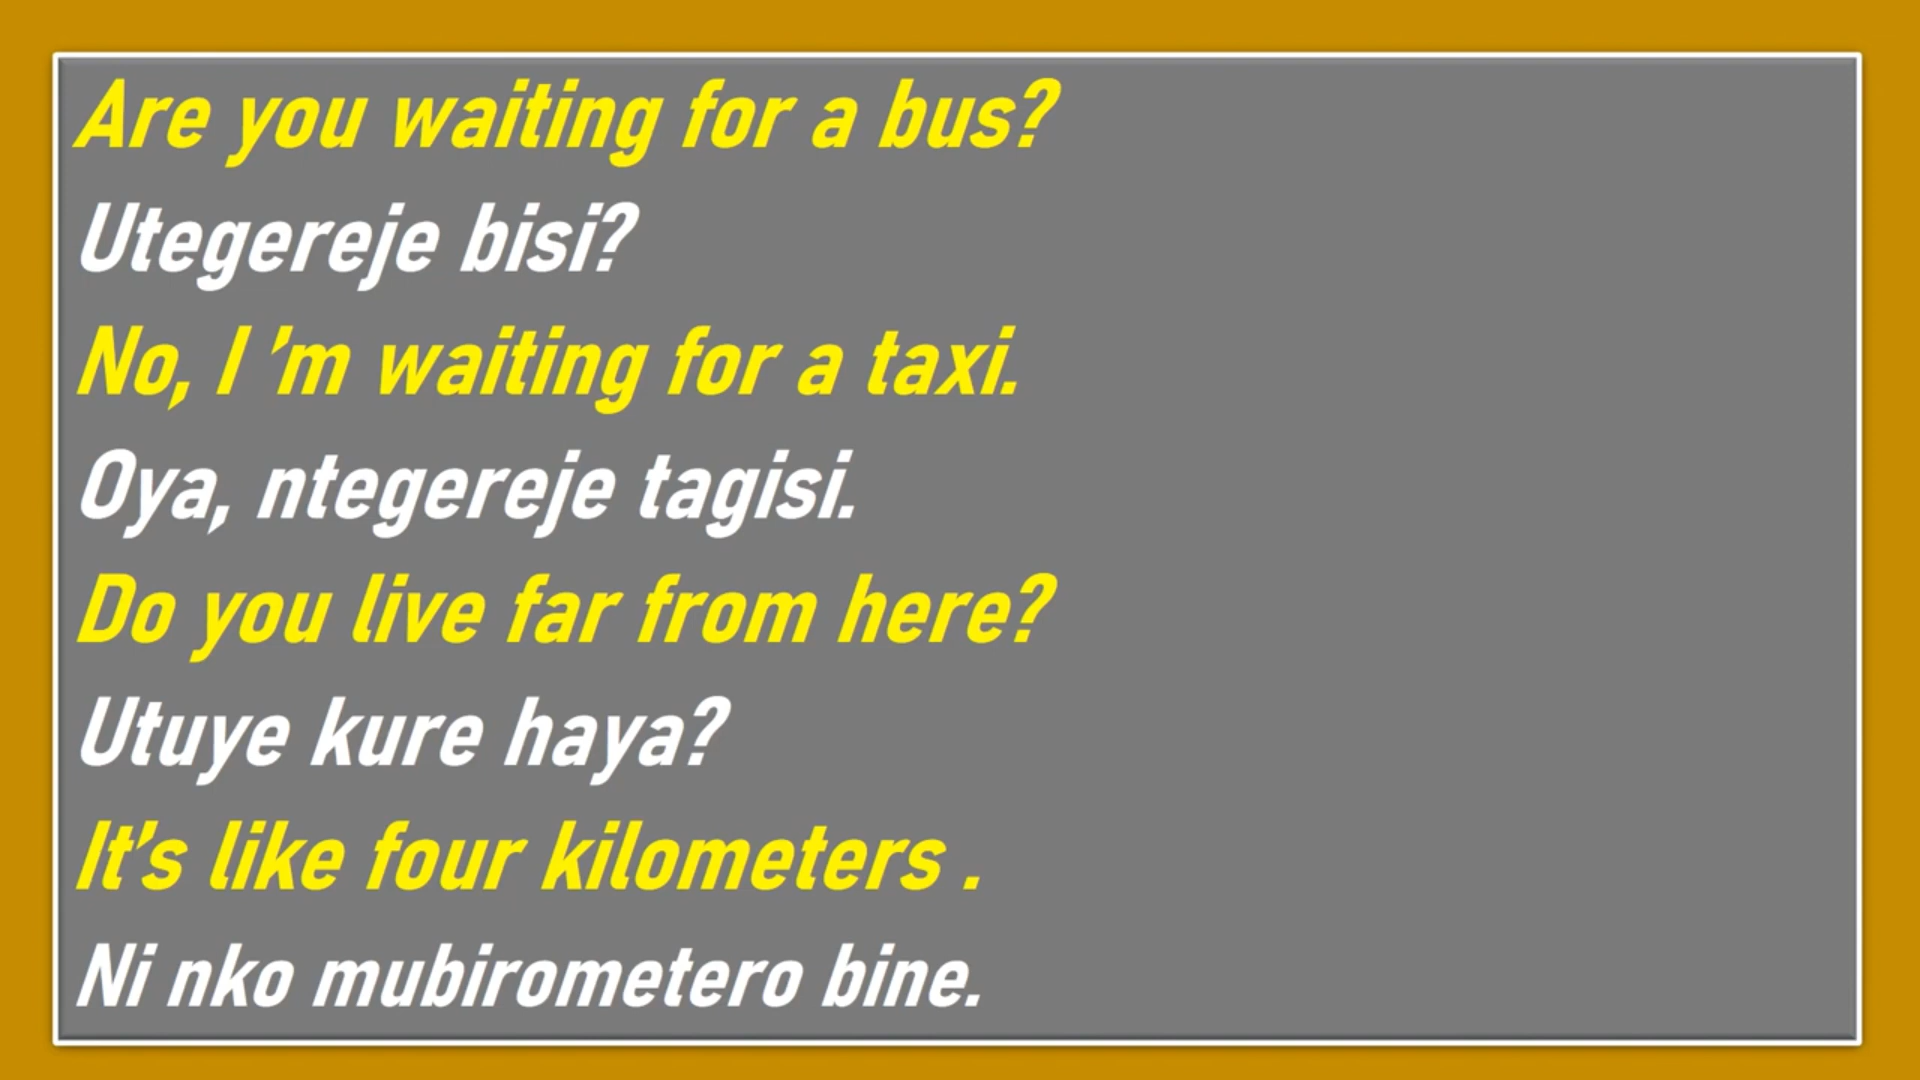 Are you waiting for a bus?
Utegereje bisi?
No, I 'm waiting for a taxi.
Oya, ntegereje tagisi.
Do you live far from here?
Utuye kure haya?
It's like four kilometers .
Ni nko mubirometero bine.